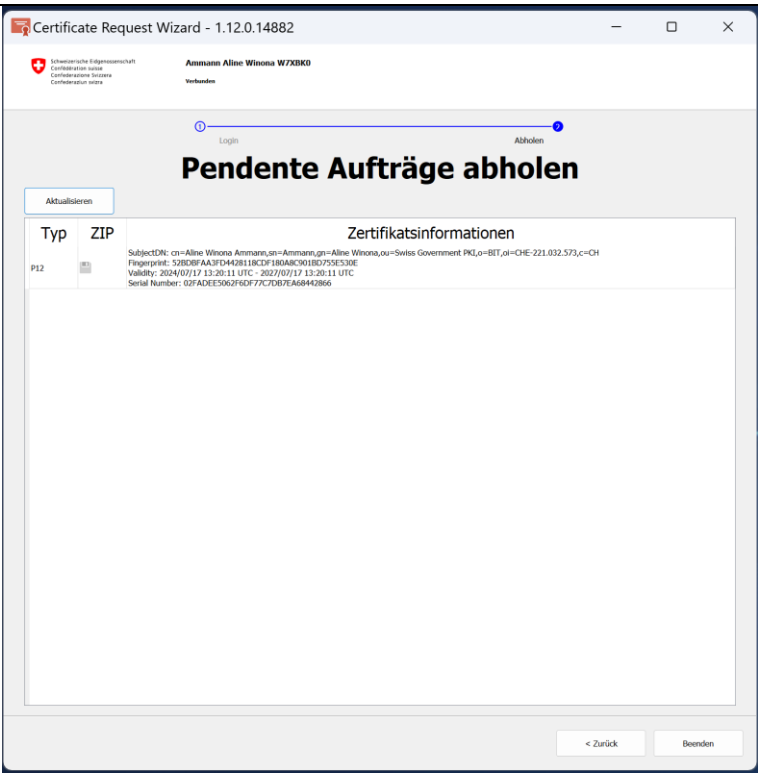 Certificate Request Wizard - 1.12.0.14882
Schweizerische Eidgenossenschaft
Confédération suisse
Confederazione Svizzera
Confederaziun svizra
Ammann Aline Winona W7XBK0
Verbunden
1
2
Login
Abholen
Pendente Aufträge abholen
Aktualisieren
Typ ZIP Zertifikatsinformationen
P12
SubjectDN: cn=Aline Winona Ammann,sn=Ammann,gn=Aline Winona,ou=Swiss Government PKI,o=BIT,oi=CHE-221.032.573,c=CH
Fingerprint: 52BDBFAA3FD4428118CDF180A8C901BD755E530E
Validity: 2024/07/17 13:20:11 UTC - 2027/07/17 13:20:11 UTC
Serial Number: 02FADEE5062F6DF77C7DB7EA68442866
< Zurück
Beenden